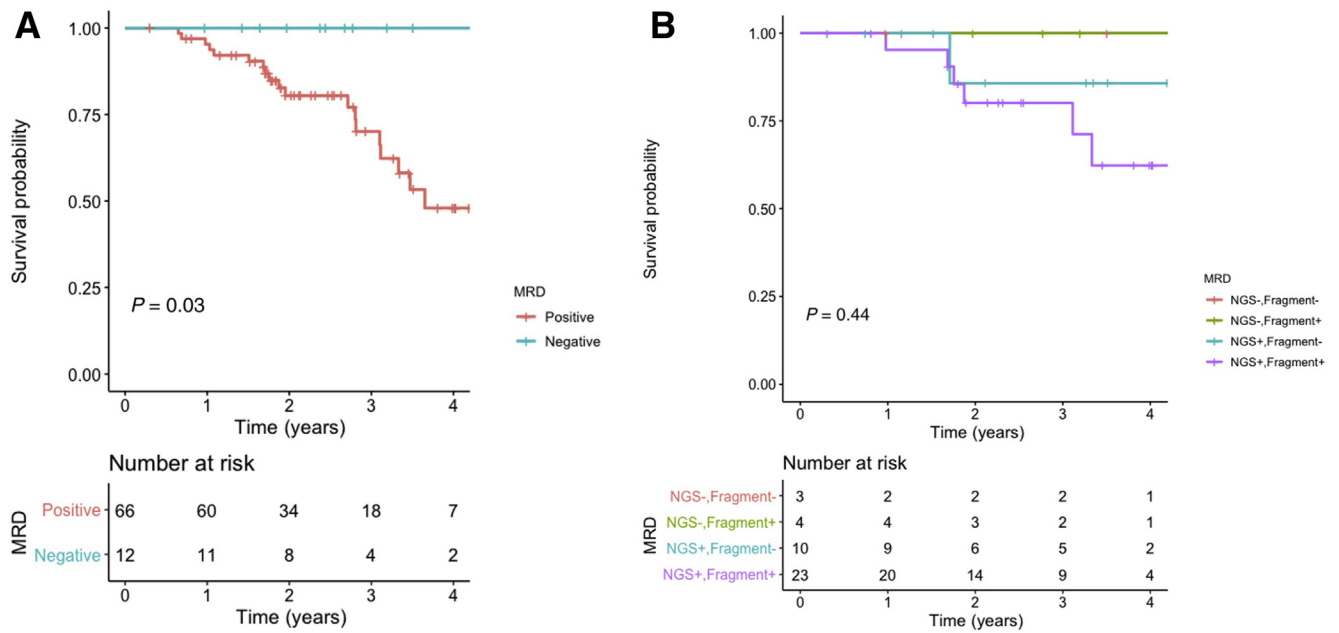 A
1.00
0.75
0.50
0.25
0.00
Survival probability
P = 0.03
0 1 2 3 4
Time (years)
MRD
Positive
Negative
Number at risk
MRD
Positive 66 60 34 18 7
Negative 12 11 8 4 2
0 1 2 3 4
Time (years)
B
1.00
0.75
0.50
0.25
0.00
Survival probability
P = 0.44
0 1 2 3 4
Time (years)
MRD
NGS-,Fragment-
NGS-,Fragment+
NGS+,Fragment-
NGS+,Fragment+
Number at risk
MRD
NGS-,Fragment- 3 2 2 2 1
NGS-,Fragment+ 4 4 3 2 1
NGS+,Fragment- 10 9 6 5 2
NGS+,Fragment+ 23 20 14 9 4
0 1 2 3 4
Time (years)